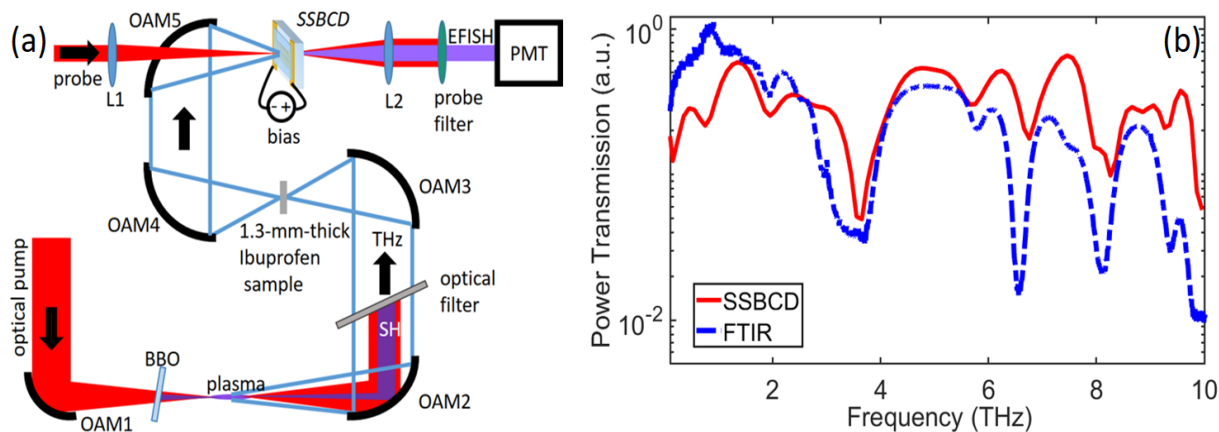 (a)
OAM5
SSBCD
EFISH
PMT
probe
L1
- +
bias
L2
probe
filter
OAM4
OAM3
1.3-mm-thick
Ibuprofen
sample
THz
optical
filter
optical pump
SH
BBO
plasma
OAM1
OAM2
(b)
Power Transmission (a.u.)
10⁰
10⁻²
SSBCD
FTIR
2
4
6
8
10
Frequency (THz)